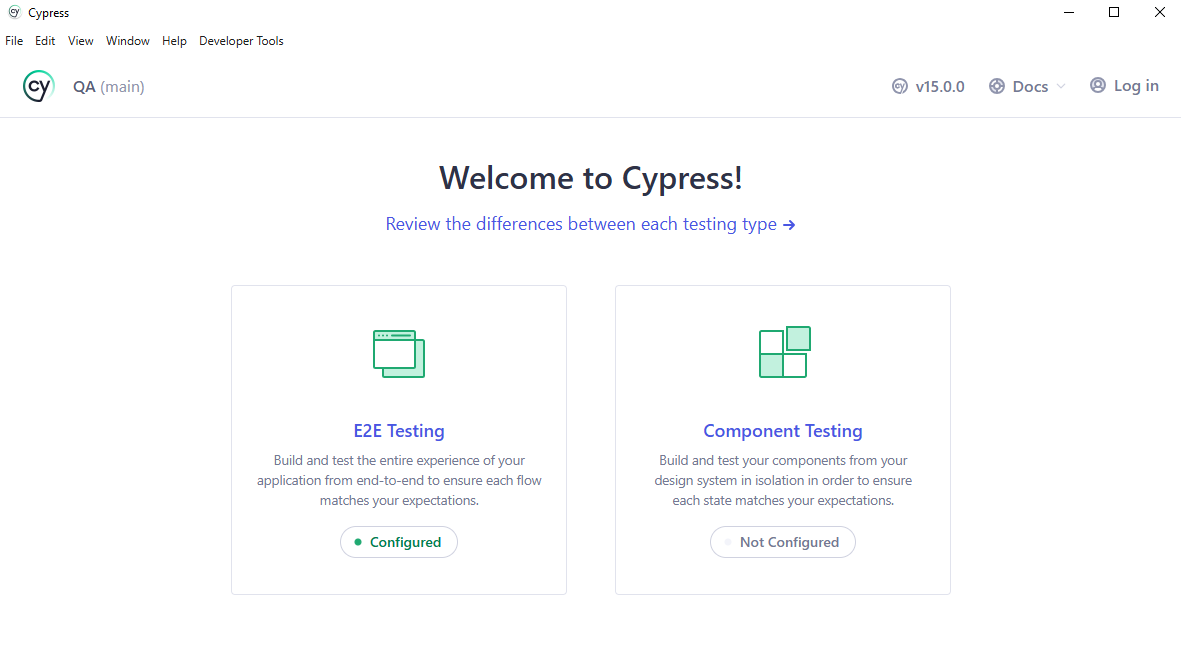 cy Cypress
File Edit View Window Help Developer Tools
cy QA (main) cy v15.0.0 Docs Log in
Welcome to Cypress!
Review the differences between each testing type →
E2E Testing
Build and test the entire experience of your
application from end-to-end to ensure each flow
matches your expectations.
Configured
Component Testing
Build and test your components from your
design system in isolation in order to ensure
each state matches your expectations.
Not Configured